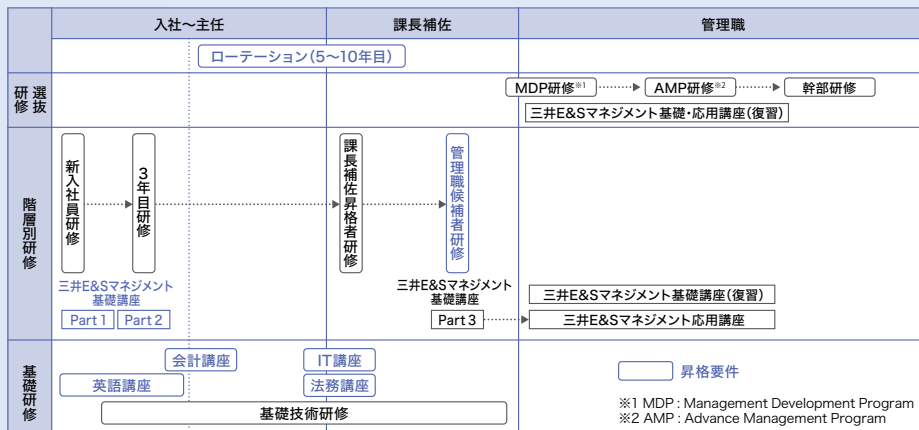 入社～主任
課長補佐
管理職
ローテーション（5～10年目）
選抜研修
MDP研修※1
AMP研修※2
幹部研修
三井E&Sマネジメント基礎・応用講座（復習）
階層別研修
新入社員研修
3年目研修
課長補佐昇格者研修
管理職候補者研修
三井E&Sマネジメント
基礎講座
Part 1
Part 2
三井E&Sマネジメント
基礎講座
Part 3
三井E&Sマネジメント基礎講座（復習）
三井E&Sマネジメント応用講座
基礎研修
会計講座
IT講座
英語講座
法務講座
基礎技術研修
昇格要件
※1 MDP : Management Development Program
※2 AMP : Advance Management Program